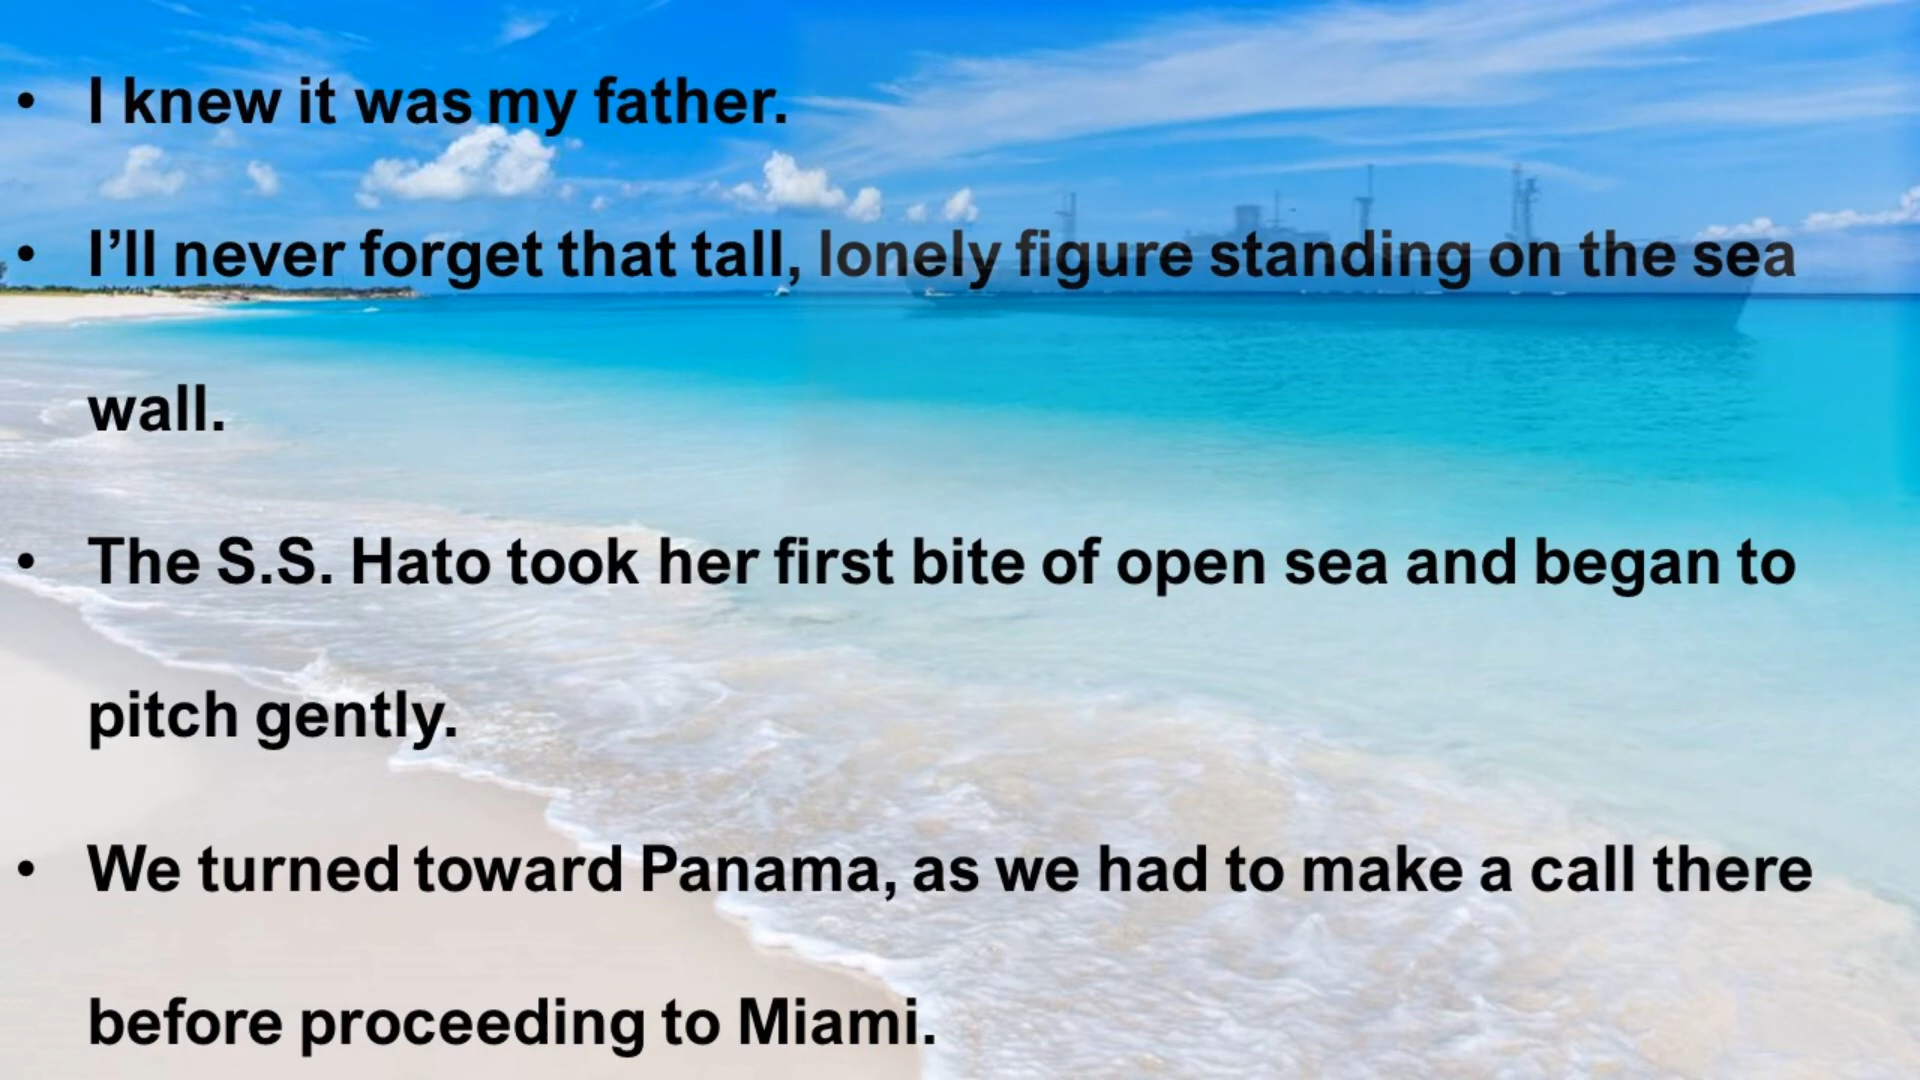 • I knew it was my father.
• I’ll never forget that tall, lonely figure standing on the sea
wall.
• The S.S. Hato took her first bite of open sea and began to
pitch gently.
• We turned toward Panama, as we had to make a call there
before proceeding to Miami.